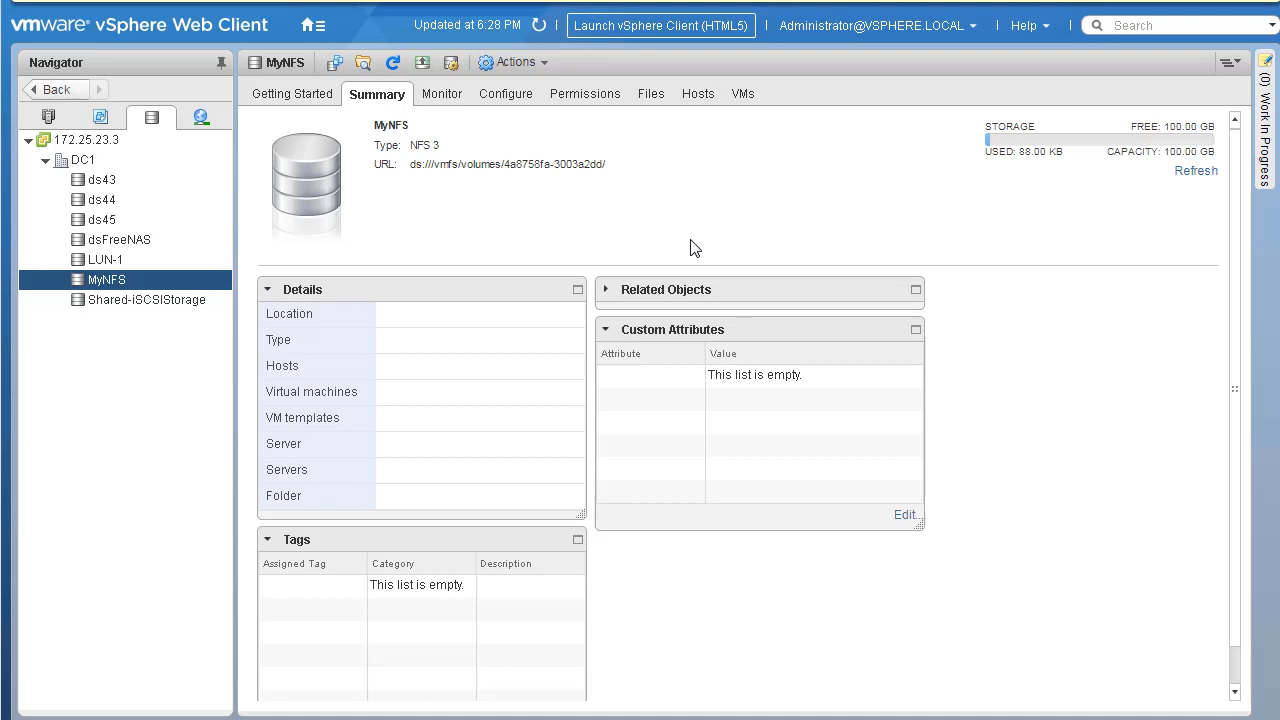 vmware® vSphere Web Client
Updated at 6:28 PM
Launch vSphere Client (HTML5)
Administrator@VSPHERE.LOCAL
Help
Search
Navigator
Back
172.25.23.3
DC1
ds43
ds44
ds45
dsFreeNAS
LUN-1
MyNFS
Shared-iSCSIStorage
MyNFS
Actions
Getting Started
Summary
Monitor
Configure
Permissions
Files
Hosts
VMs
MyNFS
Type: NFS 3
URL: ds:///vmfs/volumes/4a8758fa-3003a2dd/
STORAGE FREE: 100.00 GB
USED: 88.00 KB CAPACITY: 100.00 GB
Refresh
Details
Location
Type
Hosts
Virtual machines
VM templates
Server
Servers
Folder
Tags
Assigned Tag Category Description
This list is empty.
Related Objects
Custom Attributes
Attribute Value
This list is empty.
Edit...
(0) Work In Progress